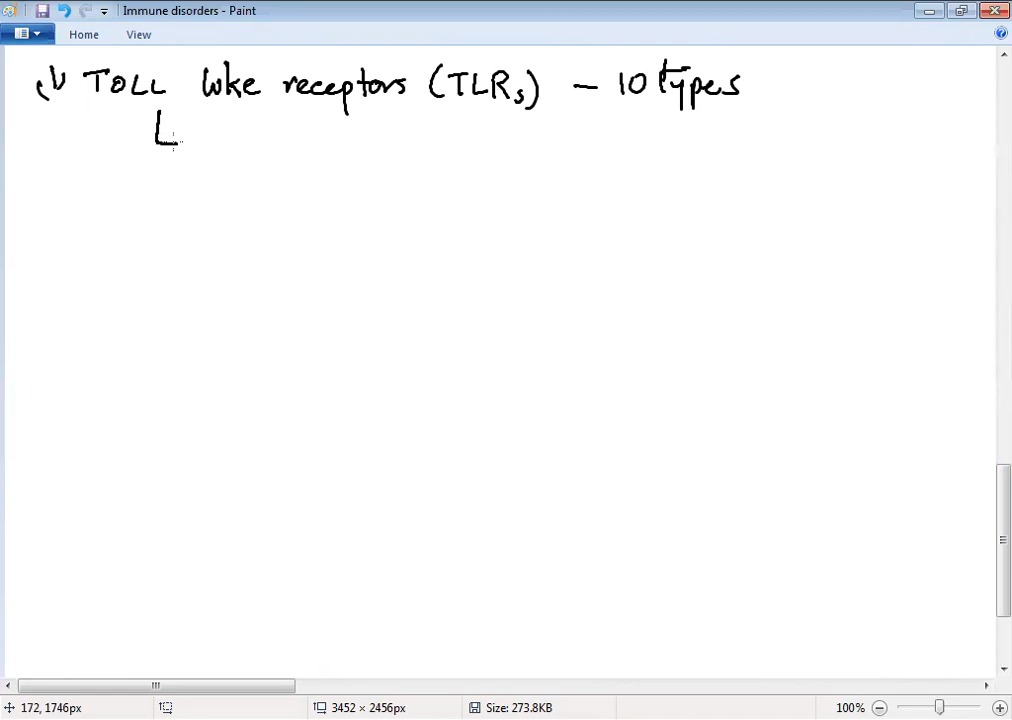 Immune disorders - Paint
Home View
TOLL like receptors (TLRs) - 10 types
172, 1746px 3452 × 2456px Size: 273.8KB 100%